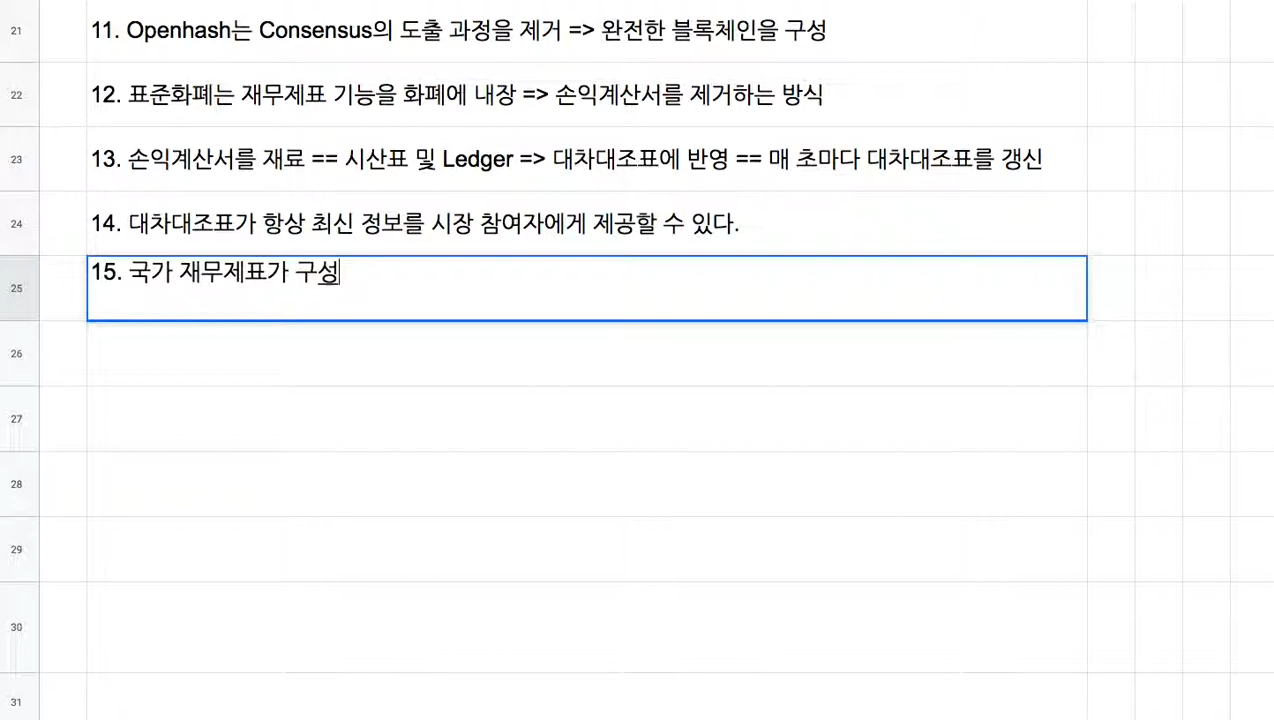 21 11. Openhash는 Consensus의 도출 과정을 제거 => 완전한 블록체인을 구성
22 12. 표준화폐는 재무제표 기능을 화폐에 내장 => 손익계산서를 제거하는 방식
23 13. 손익계산서를 재료 == 시산표 및 Ledger => 대차대조표에 반영 == 매 초마다 대차대조표를 갱신
24 14. 대차대조표가 항상 최신 정보를 시장 참여자에게 제공할 수 있다.
25 15. 국가 재무제표가 구성
26
27
28
29
30
31